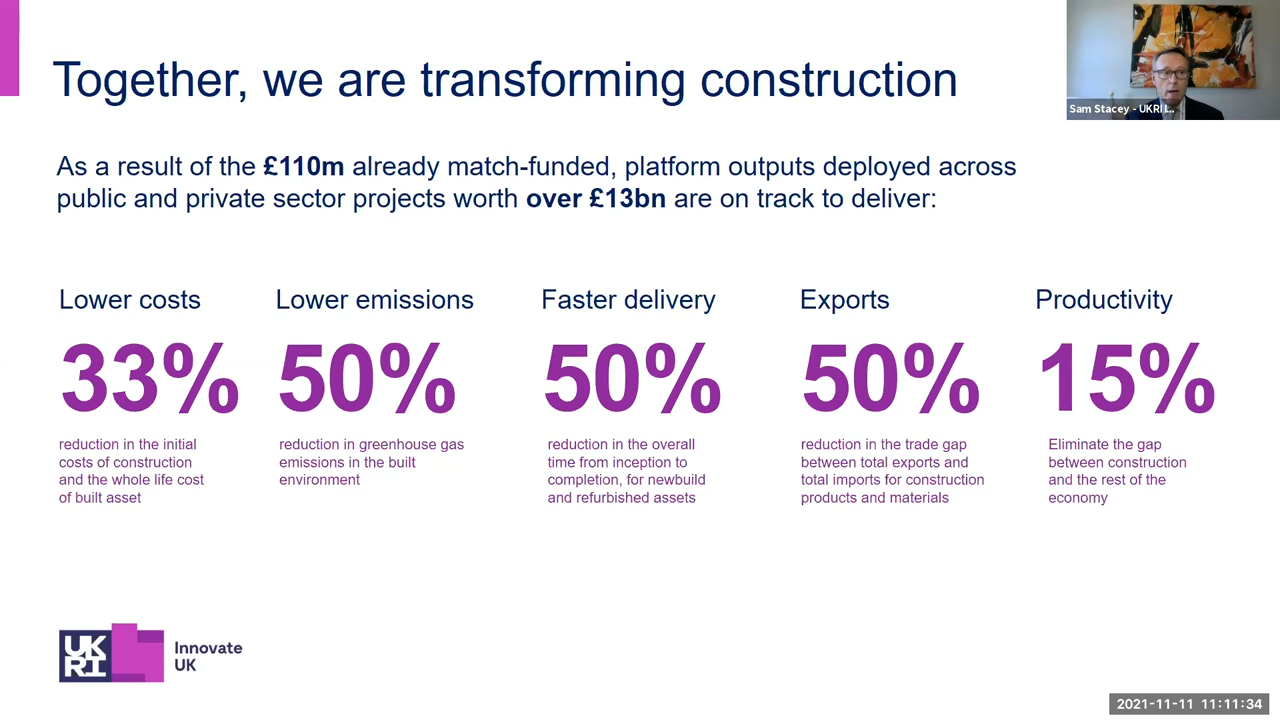 Together, we are transforming construction
Sam Stacey - UKRI I...
As a result of the £110m already match-funded, platform outputs deployed across
public and private sector projects worth over £13bn are on track to deliver:
Lower costs
33%
reduction in the initial
costs of construction
and the whole life cost
of built asset
Lower emissions
50%
reduction in greenhouse gas
emissions in the built
environment
Faster delivery
50%
reduction in the overall
time from inception to
completion, for newbuild
and refurbished assets
Exports
50%
reduction in the trade gap
between total exports and
total imports for construction
products and materials
Productivity
15%
Eliminate the gap
between construction
and the rest of the
economy
UK
RI
Innovate
UK
2021-11-11 11:11:34